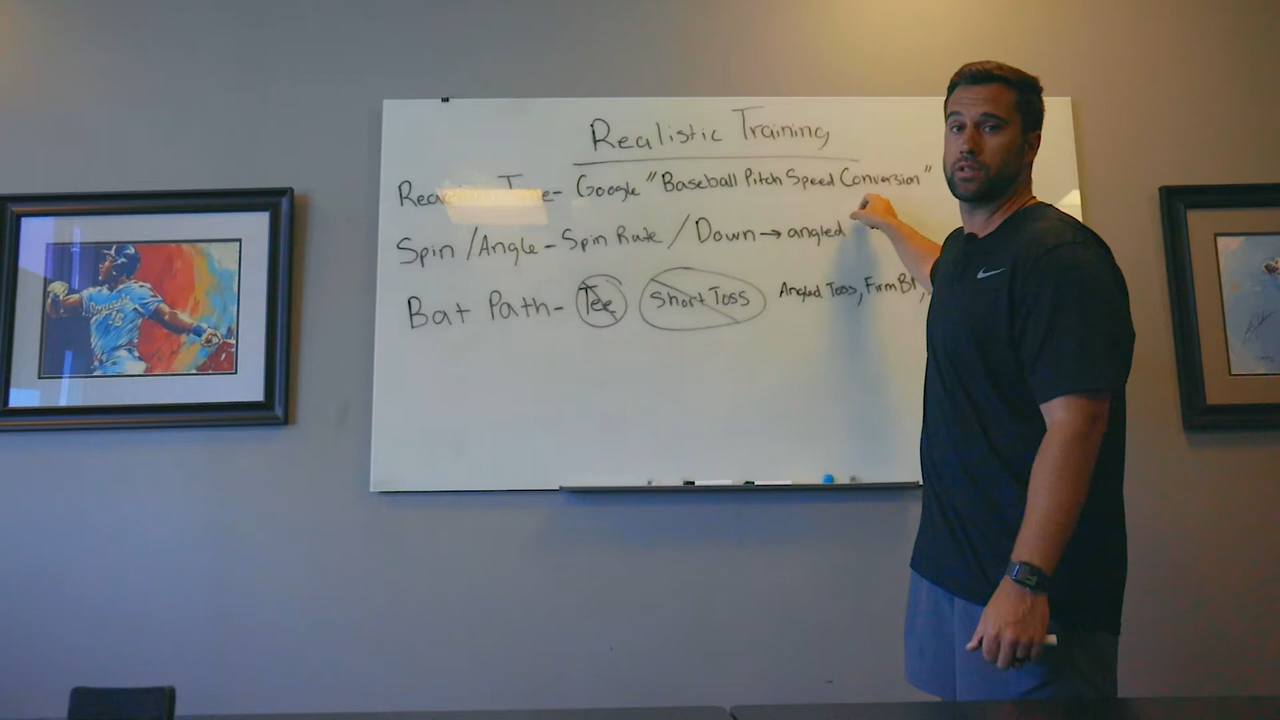 Realistic Training
Google "Baseball Pitch Speed Conversion"
Spin / Angle - Spin Rate / Down → angled
Bat Path - Tee Short Toss Angled Toss, Firm BP,